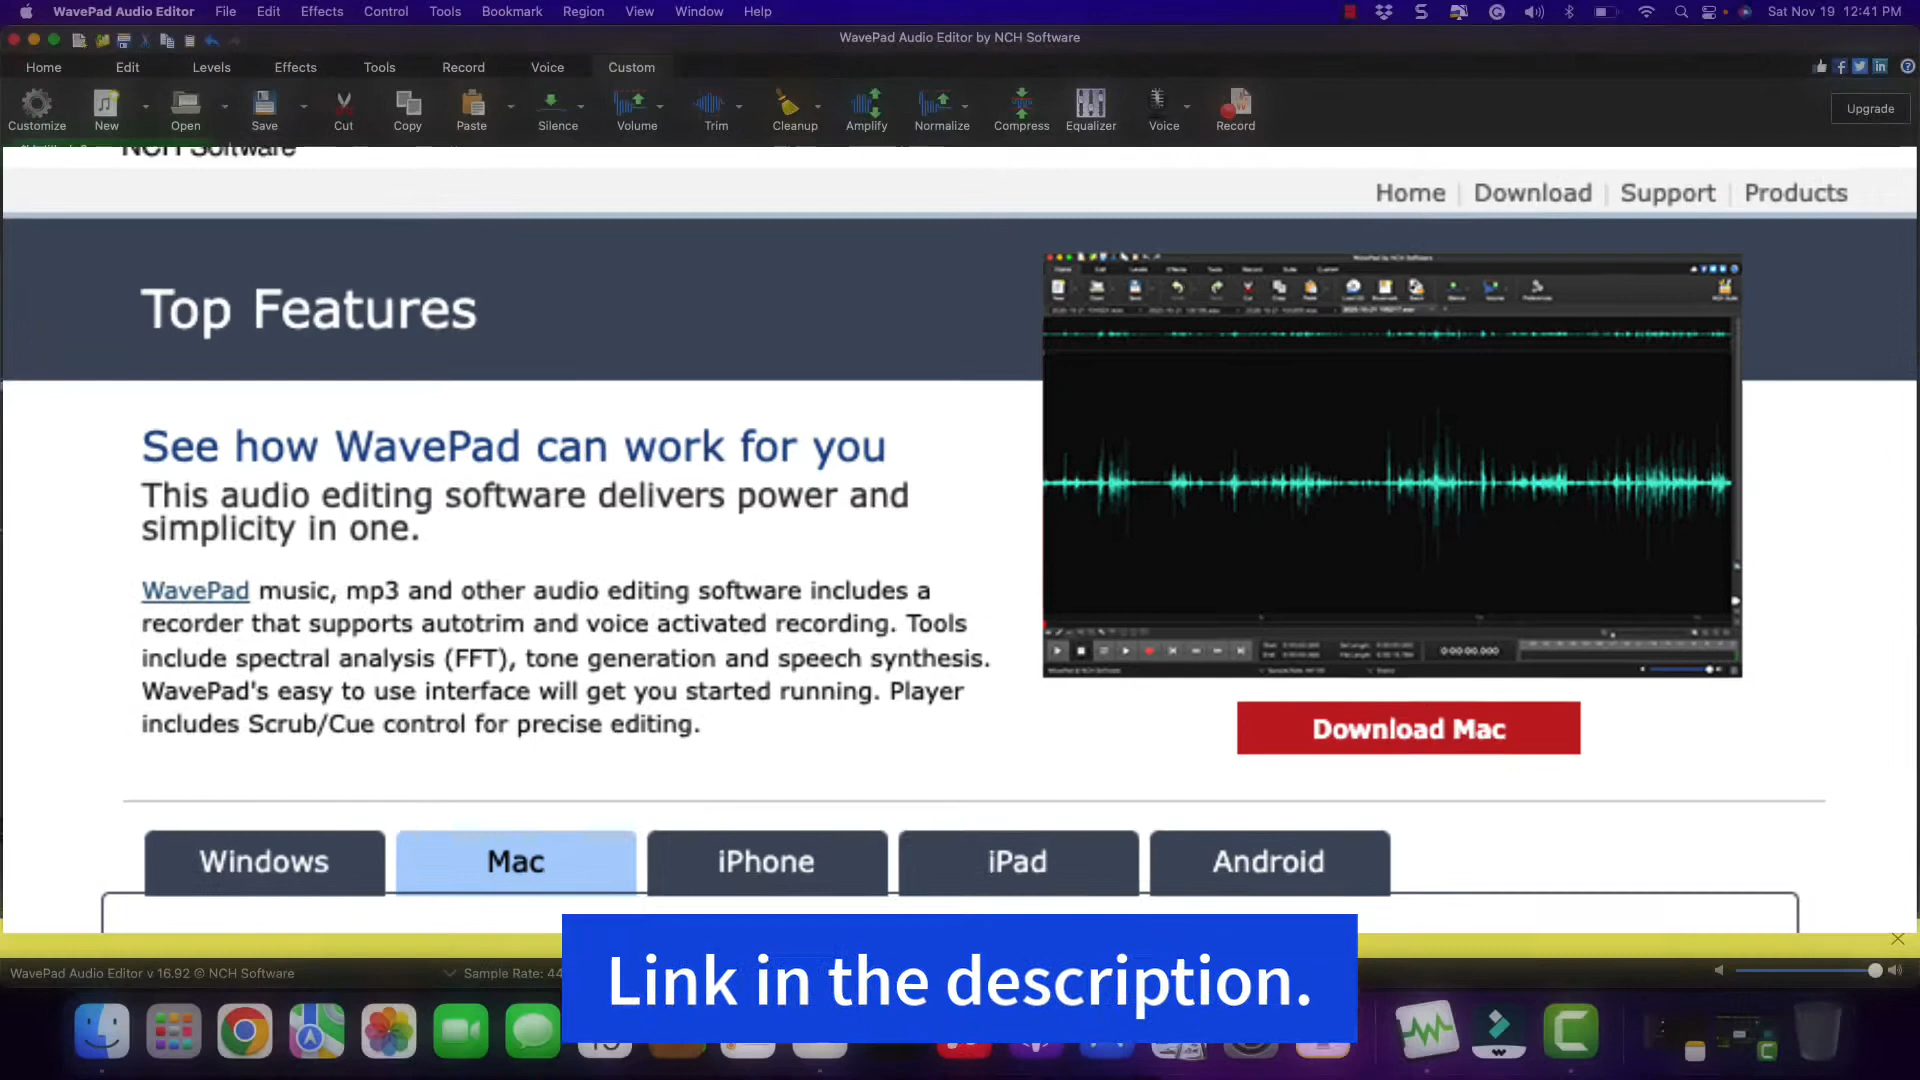 WavePad Audio Editor File Edit Effects Control Tools Bookmark Region View Window Help Sat Nov 19 12:41 PM
WavePad Audio Editor by NCH Software
Home Edit Levels Effects Tools Record Voice Custom
Customize New Open Save Cut Copy Paste Silence Volume Trim Cleanup Amplify Normalize Compress Equalizer Voice Record Upgrade
NCH Software
Home | Download | Support | Products
Top Features
See how WavePad can work for you
This audio editing software delivers power and
simplicity in one.
WavePad music, mp3 and other audio editing software includes a
recorder that supports autotrim and voice activated recording. Tools
include spectral analysis (FFT), tone generation and speech synthesis.
WavePad's easy to use interface will get you started running. Player
includes Scrub/Cue control for precise editing.
Download Mac
Windows Mac iPhone iPad Android
WavePad Audio Editor v 16.92 © NCH Software Sample Rate: 44
Link in the description.